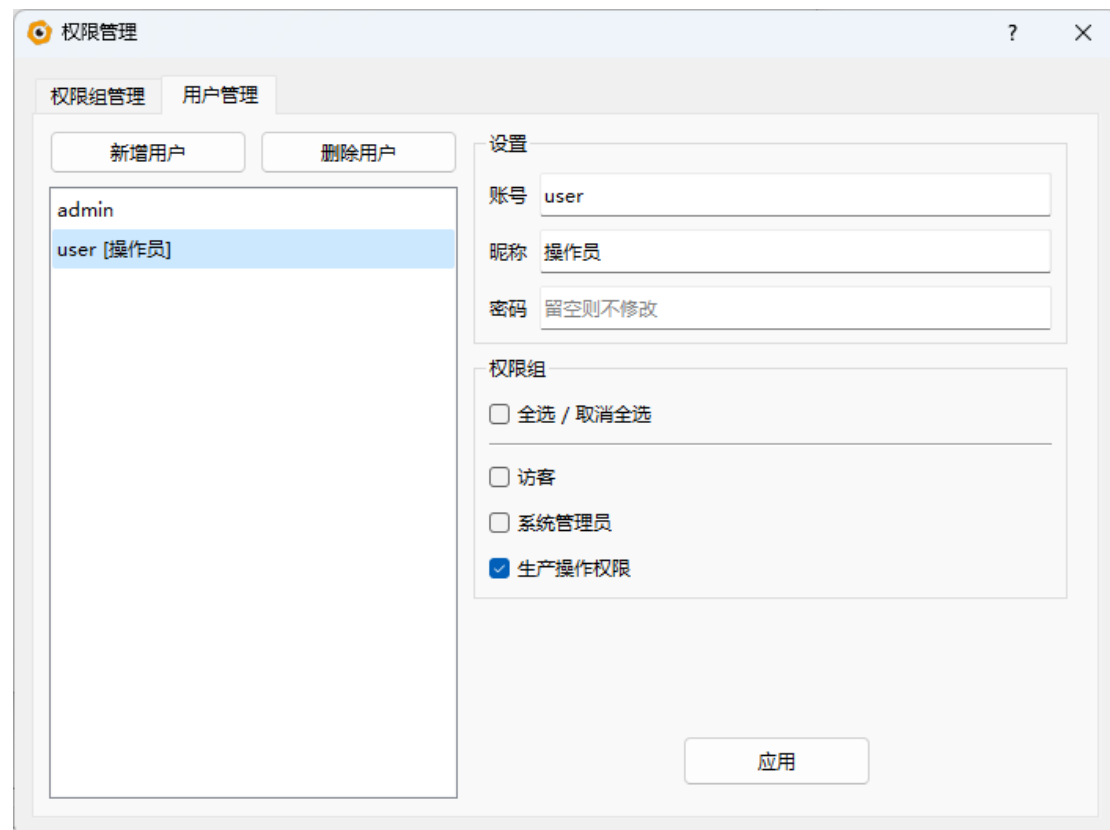 权限管理
?
权限组管理
用户管理
新增用户
删除用户
admin
user [操作员]
设置
账号 user
昵称 操作员
密码 留空则不修改
权限组
全选 / 取消全选
访客
系统管理员
生产操作权限
应用